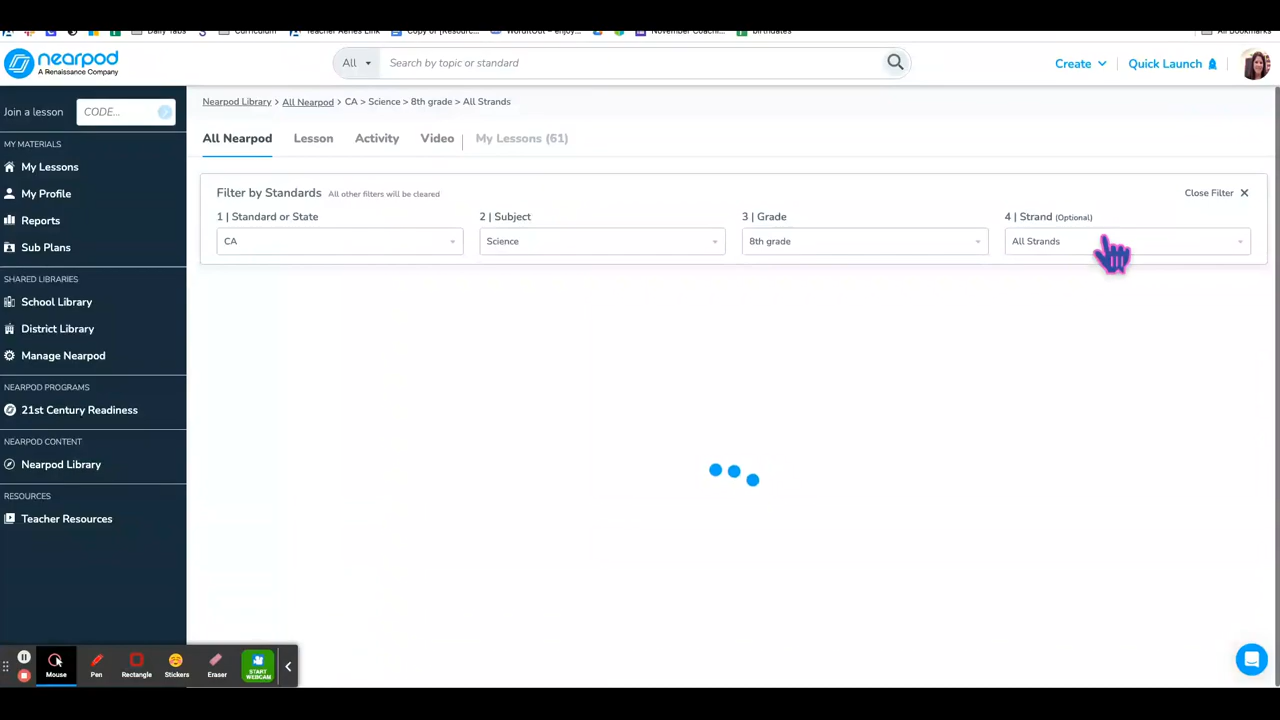 Daily Tabs
Curriculum
Teacher Aeries Link
Copy of [Resourc...
WordItOut – enjoy...
November Coachi...
birthdates
All Bookmarks
nearpod
A Renaissance Company
All
Search by topic or standard
Create
Quick Launch
Join a lesson
CODE...
Nearpod Library > All Nearpod > CA > Science > 8th grade > All Strands
All Nearpod
Lesson
Activity
Video
My Lessons (61)
MY MATERIALS
My Lessons
My Profile
Reports
Sub Plans
SHARED LIBRARIES
School Library
District Library
Manage Nearpod
NEARPOD PROGRAMS
21st Century Readiness
NEARPOD CONTENT
Nearpod Library
RESOURCES
Teacher Resources
Filter by Standards All other filters will be cleared
Close Filter
1 | Standard or State
CA
2 | Subject
Science
3 | Grade
8th grade
4 | Strand (Optional)
All Strands
Mouse
Pen
Rectangle
Stickers
Eraser
START
WEBCAM